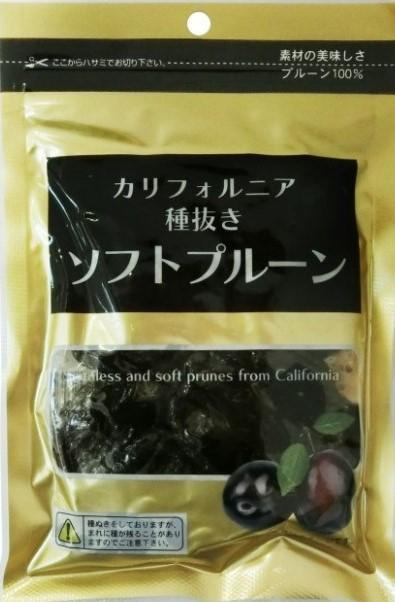 ここからハサミでお切り下さい。
素材の美味しさ
プルーン100%
カリフォルニア
種抜き
ソフトプルーン
and soft prunes from California
種ぬきをしておりますが、
まれに種が残ることがあり
ますのでご注意下さい。